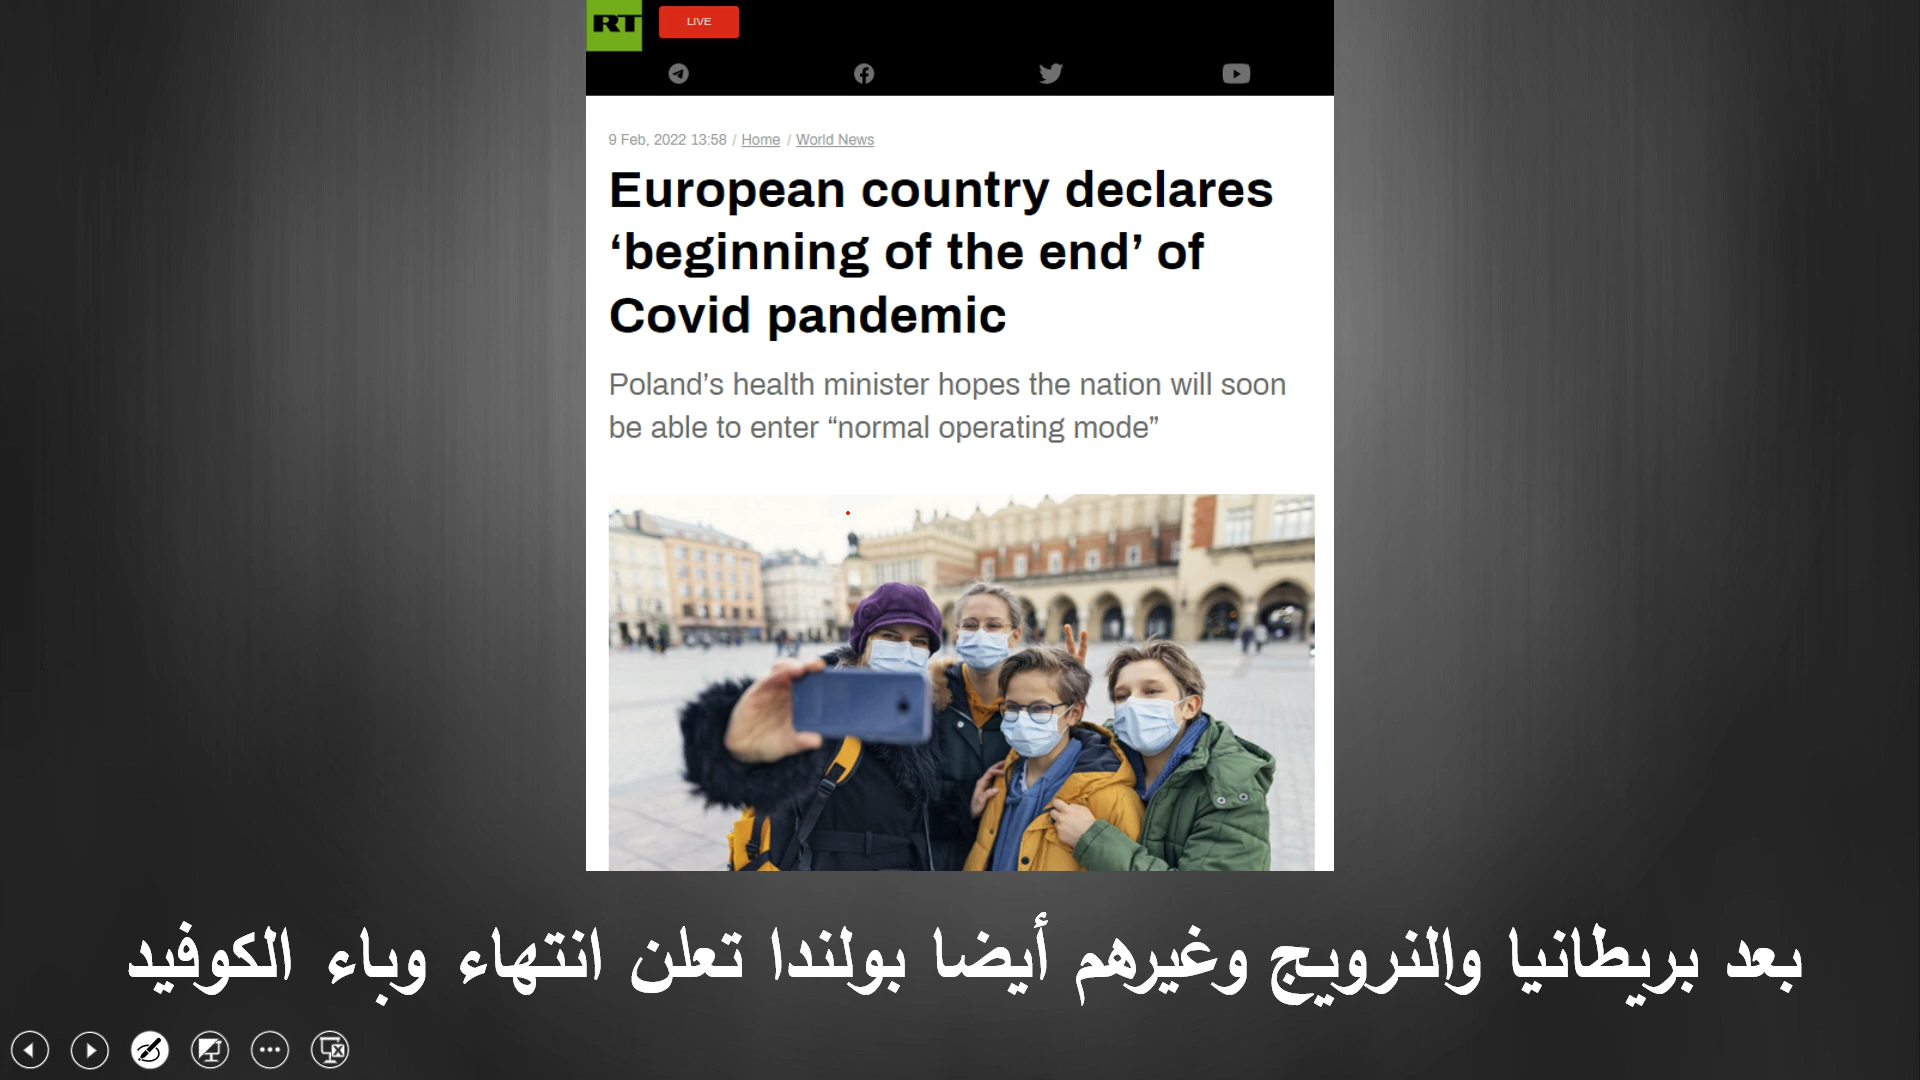 RT
LIVE
9 Feb, 2022 13:58 / Home / World News
European country declares
‘beginning of the end’ of
Covid pandemic
Poland’s health minister hopes the nation will soon
be able to enter “normal operating mode”
بعد بريطانيا والنرويج وغيرهم أيضا بولندا تعلن انتهاء وباء الكوفيد